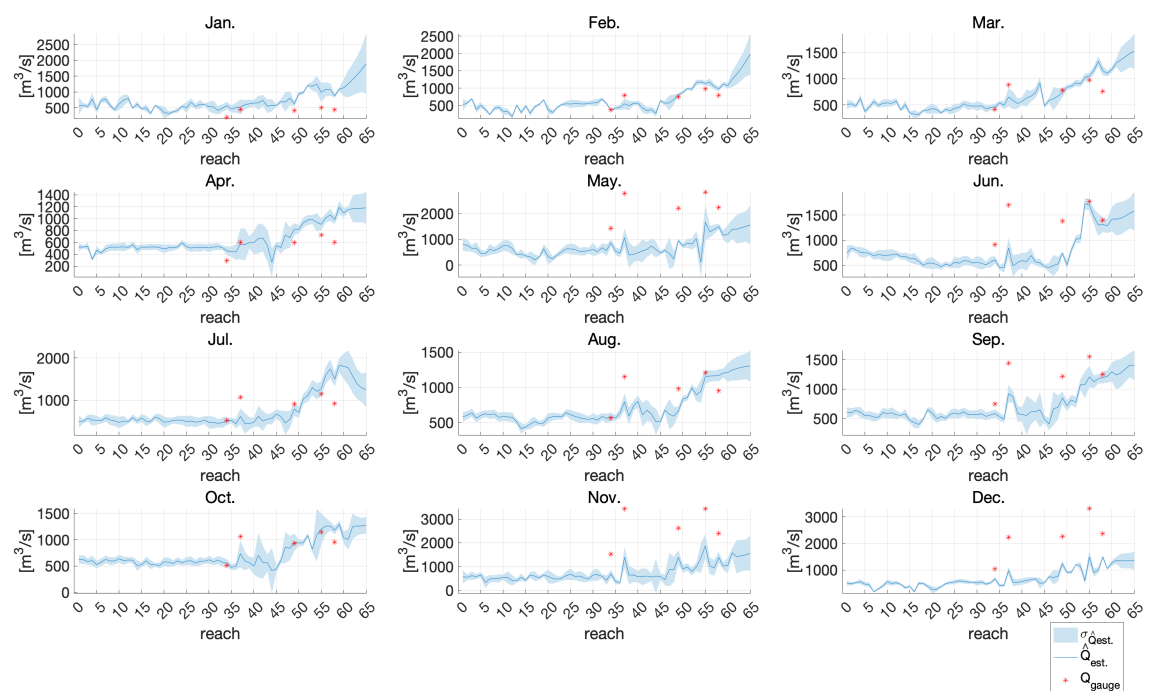 Jan. Feb. Mar.
[m³/s] 2500 2000 1500 1000 500
[m³/s] 2500 2000 1500 1000 500
[m³/s] 1500 1000 500
0 5 10 15 20 25 30 35 40 45 50 55 60 65
0 5 10 15 20 25 30 35 40 45 50 55 60 65
0 5 10 15 20 25 30 35 40 45 50 55 60 65
reach reach reach
Apr. May. Jun.
[m³/s] 1400 1200 1000 800 600 400 200
[m³/s] 2000 1000 0
[m³/s] 1500 1000 500
0 5 10 15 20 25 30 35 40 45 50 55 60 65
0 5 10 15 20 25 30 35 40 45 50 55 60 65
0 5 10 15 20 25 30 35 40 45 50 55 60 65
reach reach reach
Jul. Aug. Sep.
[m³/s] 2000 1000
[m³/s] 1500 1000 500
[m³/s] 1500 1000 500
0 5 10 15 20 25 30 35 40 45 50 55 60 65
0 5 10 15 20 25 30 35 40 45 50 55 60 65
0 5 10 15 20 25 30 35 40 45 50 55 60 65
reach reach reach
Oct. Nov. Dec.
[m³/s] 1500 1000 500 0
[m³/s] 3000 2000 1000 0
[m³/s] 3000 2000 1000
0 5 10 15 20 25 30 35 40 45 50 55 60 65
0 5 10 15 20 25 30 35 40 45 50 55 60 65
0 5 10 15 20 25 30 35 40 45 50 55 60 65
reach reach reach
σ Q̂est.
Q̂ est.
Q gauge